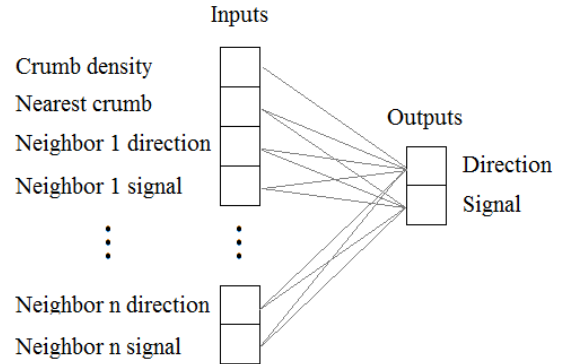 Inputs
Crumb density
Nearest crumb
Neighbor 1 direction
Neighbor 1 signal
Neighbor n direction
Neighbor n signal
Outputs
Direction
Signal